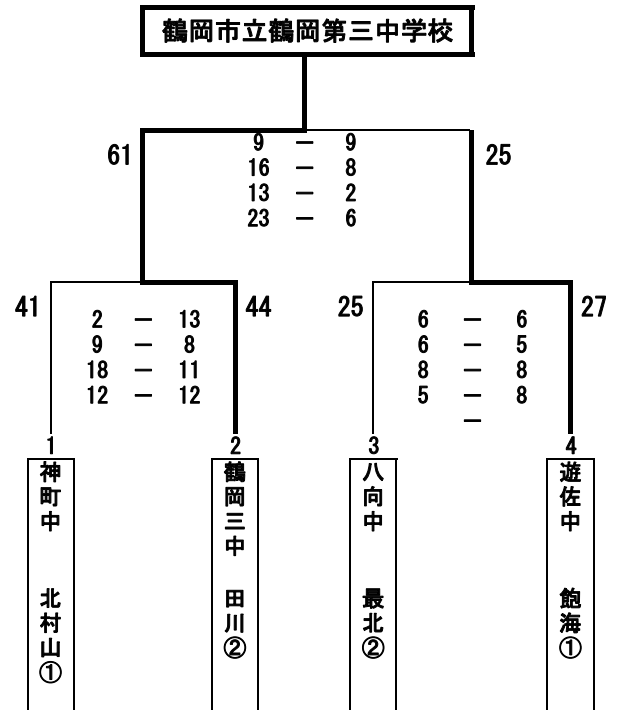 鶴岡市立鶴岡第三中学校
61
25
9 － 9
16 － 8
13 － 2
23 － 6
41
44
2 － 13
9 － 8
18 － 11
12 － 12
25
27
6 － 6
6 － 5
8 － 8
5 － 8
－
1
2
3
4
神町中 北村山①
鶴岡三中 田川②
八向中 最北②
遊佐中 飽海①